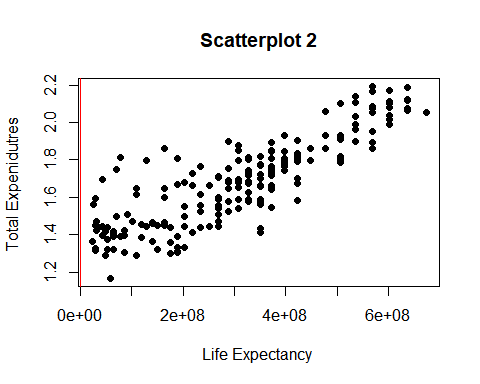 Scatterplot 2
Total Expenidutres
2.2
2.0
1.8
1.6
1.4
1.2
0e+00 2e+08 4e+08 6e+08
Life Expectancy